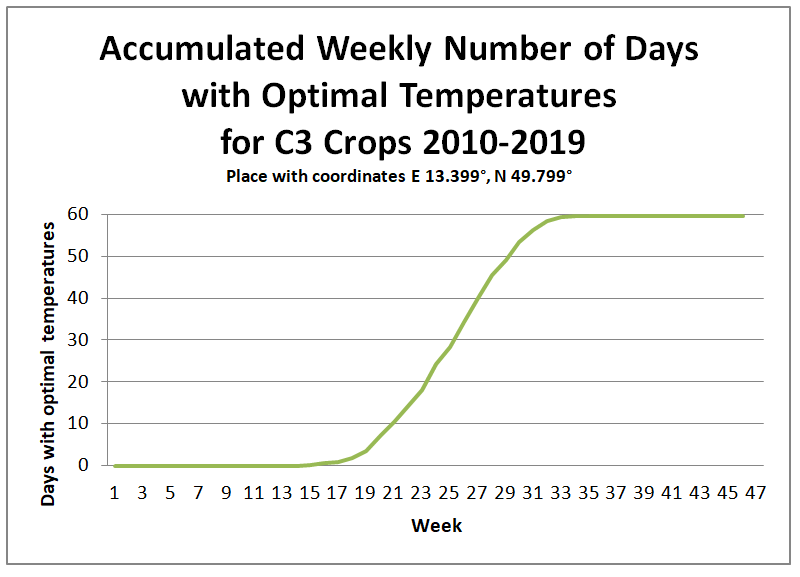 Accumulated Weekly Number of Days
with Optimal Temperatures
for C3 Crops 2010-2019
Place with coordinates E 13.399°, N 49.799°
Days with optimal temperatures
60
50
40
30
20
10
0
1 3 5 7 9 11 13 15 17 19 21 23 25 27 29 31 33 35 37 39 41 43 45 47
Week